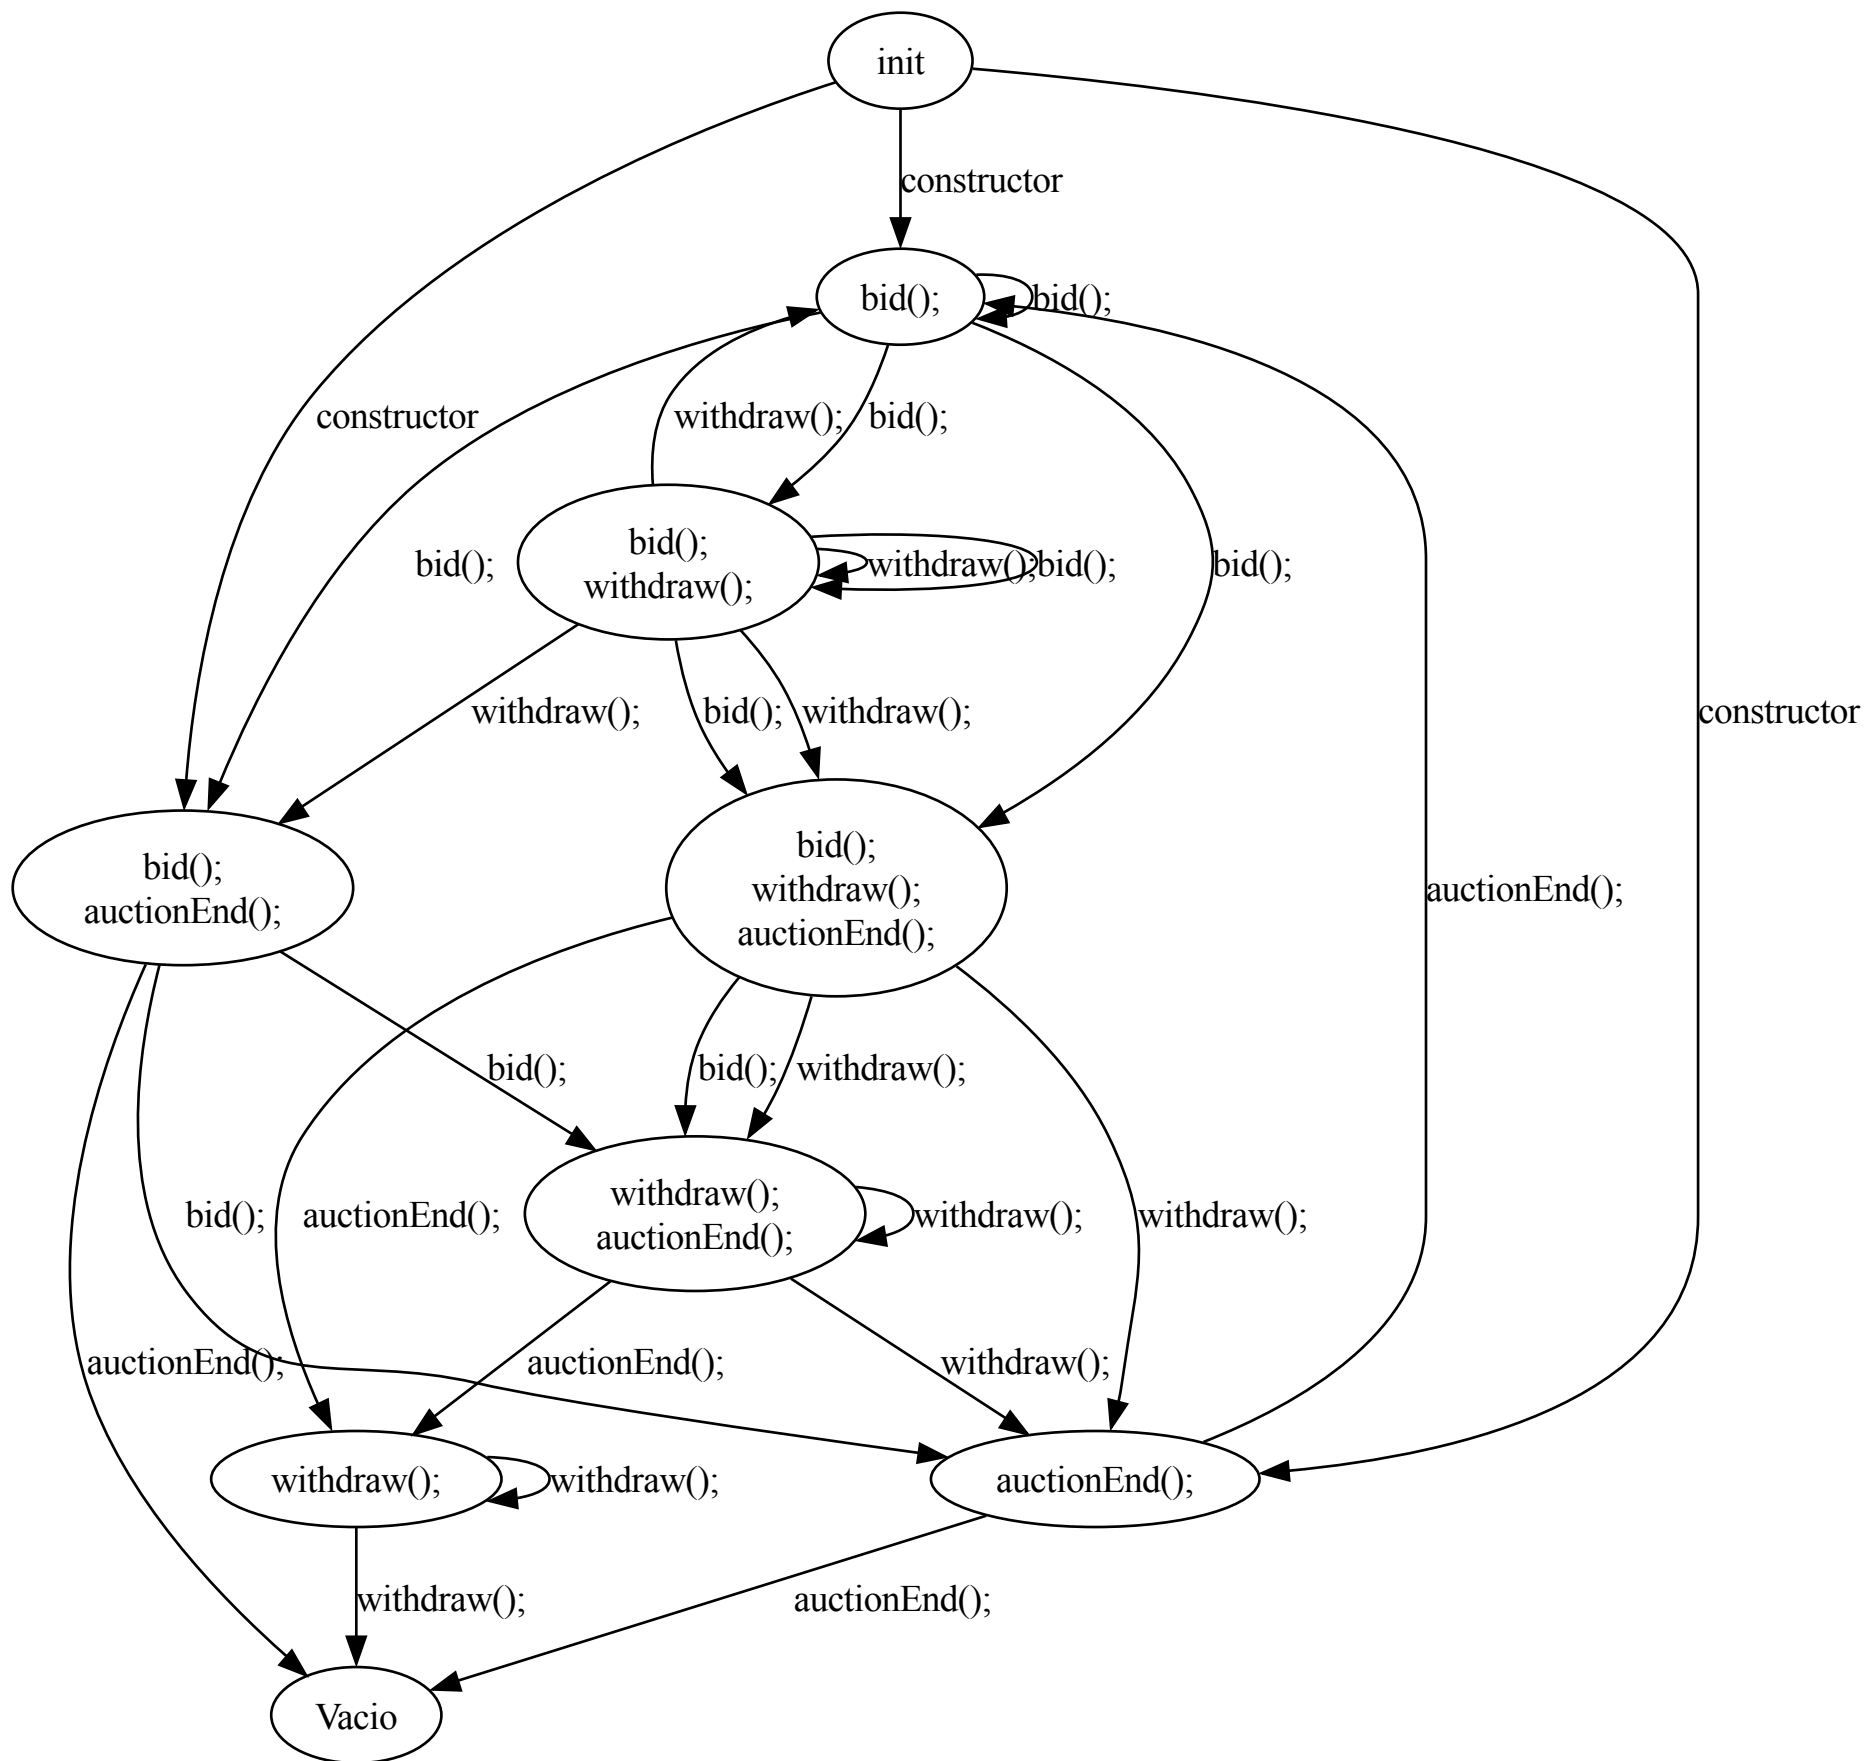 init
constructor
bid();
bid();
constructor
withdraw();
bid();
bid();
bid();
withdraw();
withdraw();
bid();
bid();
withdraw();
bid();
withdraw();
constructor
bid();
auctionEnd();
bid();
withdraw();
auctionEnd();
auctionEnd();
bid();
bid();
withdraw();
withdraw();
auctionEnd();
bid();
auctionEnd();
withdraw();
withdraw();
auctionEnd();
auctionEnd();
withdraw();
withdraw();
withdraw();
auctionEnd();
withdraw();
auctionEnd();
Vacio